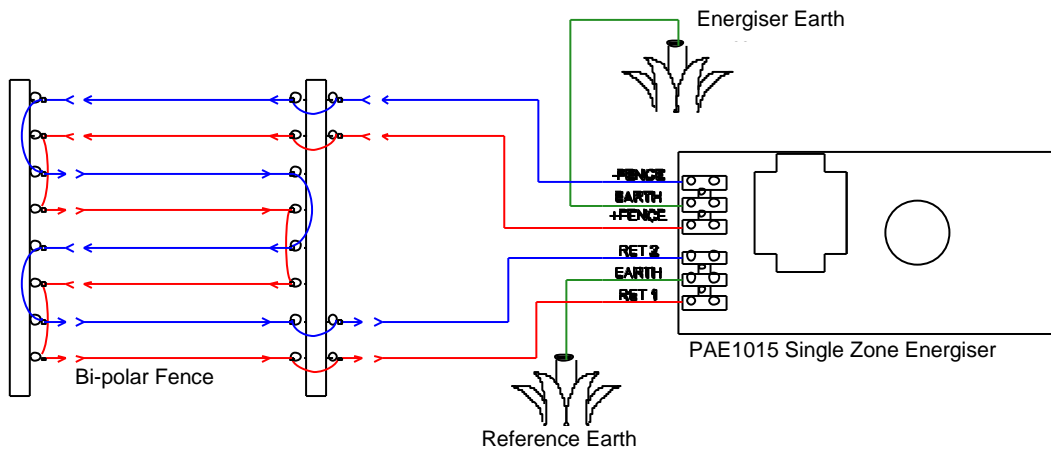 Energiser Earth
-FENCE
EARTH
+FENCE
RET 2
EARTH
RET 1
PAE1015 Single Zone Energiser
Bi-polar Fence
Reference Earth